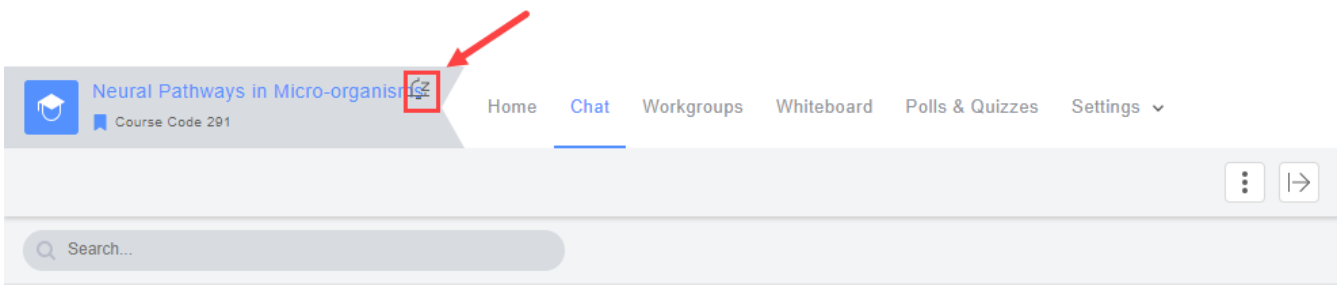 Neural Pathways in Micro-organisms
Course Code 291
Home Chat Workgroups Whiteboard Polls & Quizzes Settings
Search...